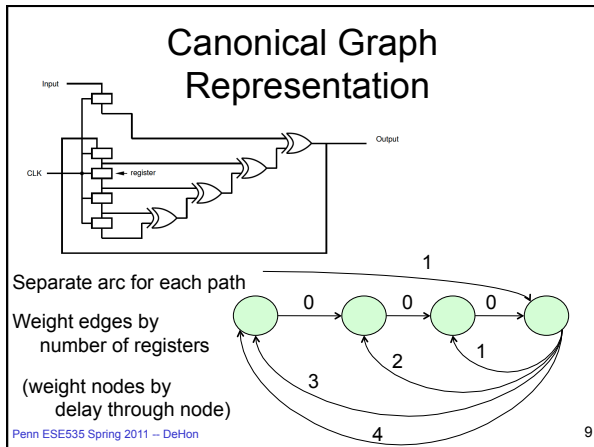 Canonical Graph
Representation
Input
Output
CLK
register
Separate arc for each path
Weight edges by
number of registers
(weight nodes by
delay through node)
1
0
0
0
1
2
3
4
Penn ESE535 Spring 2011 -- DeHon
9